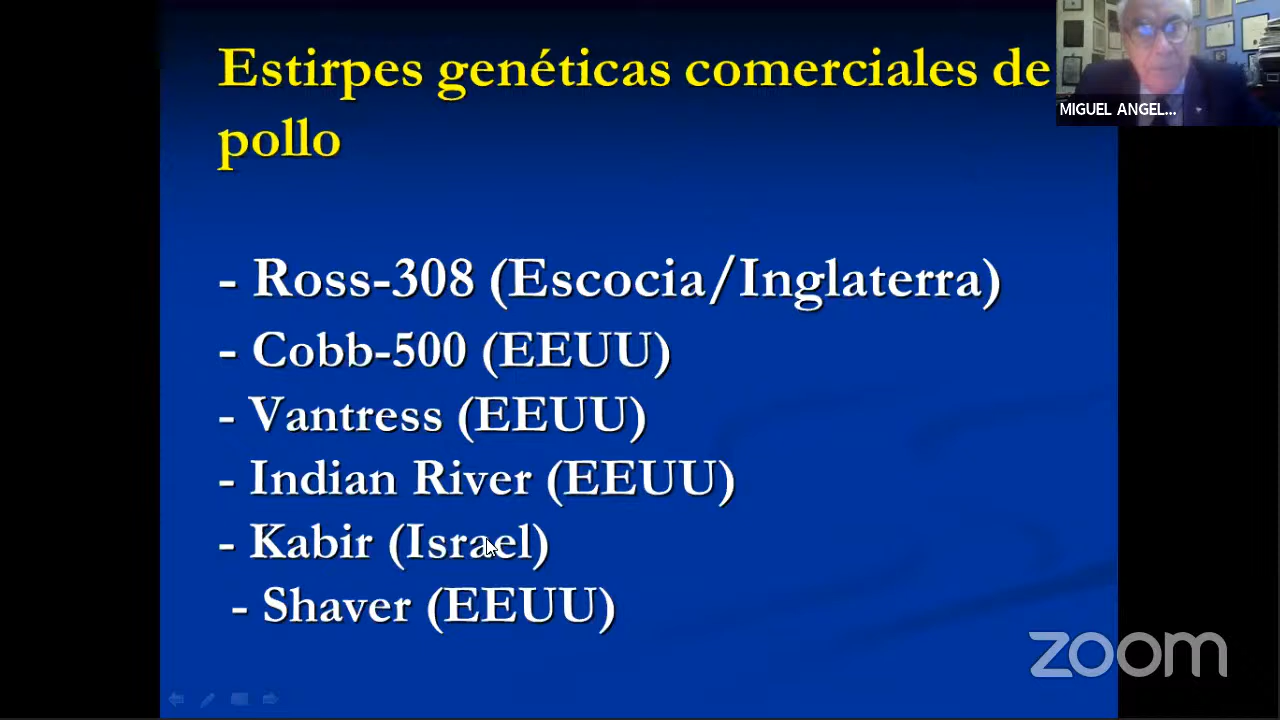 Estirpes genéticas comerciales de
pollo
MIGUEL ANGEL...
- Ross-308 (Escocia/Inglaterra)
- Cobb-500 (EEUU)
- Vantress (EEUU)
- Indian River (EEUU)
- Kabir (Israel)
- Shaver (EEUU)
zoom